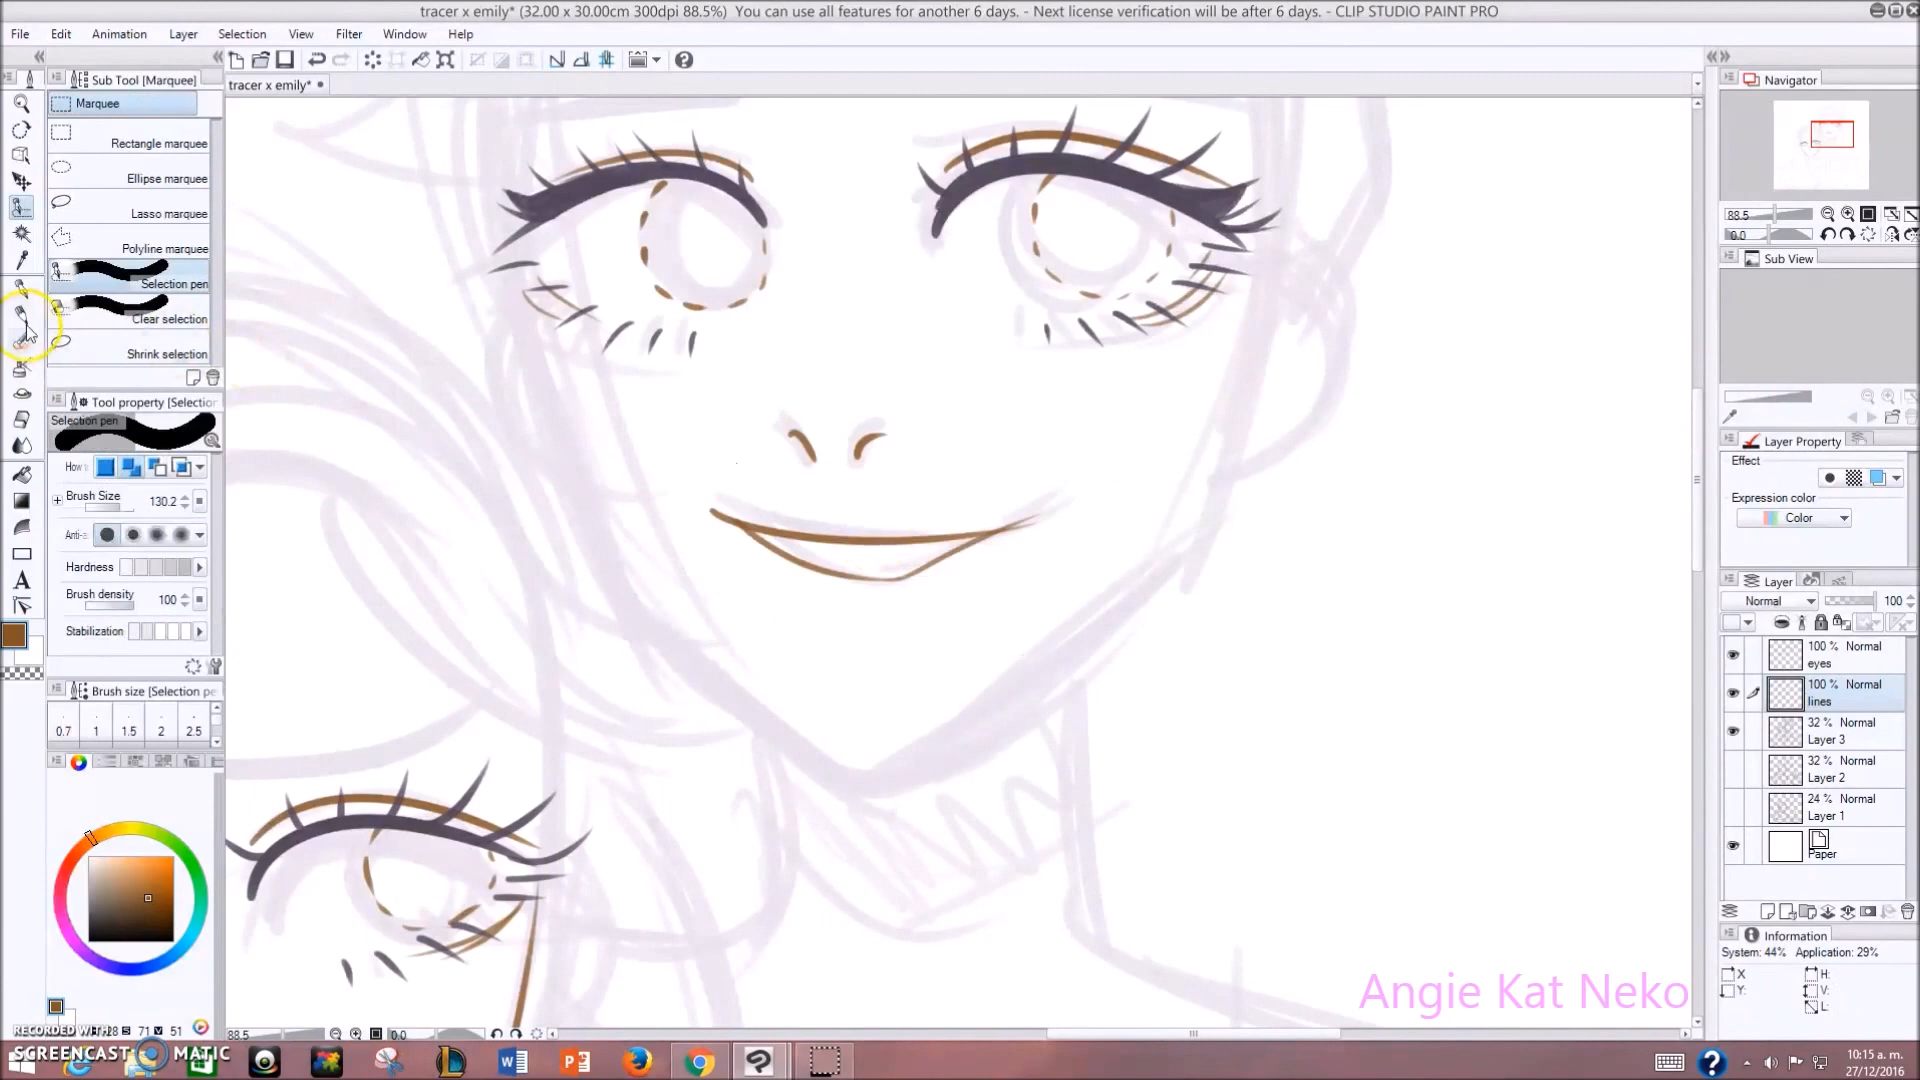 tracer x emily* (32.00 x 30.00cm 300dpi 88.5%)  You can use all features for another 6 days. - Next license verification will be after 6 days. - CLIP STUDIO PAINT PRO
File Edit Animation Layer Selection View Filter Window Help
Sub Tool [Marquee]
tracer x emily*
Navigator
Marquee
Rectangle marquee
Ellipse marquee
Lasso marquee
Polyline marquee
Selection pen
Clear selection
Shrink selection
88.5
0.0
Sub View
Tool property [Selection
Selection pen
Brush Size 130.2
Hardness
Brush density 100
Stabilization
Brush size [Selection pe
0.7 1 1.5 2 2.5
Layer Property
Effect
Expression color
Color
Layer
Normal 100
100 % Normal
eyes
100 % Normal
lines
32 % Normal
Layer 3
32 % Normal
Layer 2
24 % Normal
Layer 1
Paper
Information
System: 44% Application: 29%
X H:
Y: V:
L:
A
Angie Kat Neko
88.5 0.0
RECORDED WITH
28 S 71 V 51
SCREENCAST MATIC
10:15 a. m.
27/12/2016